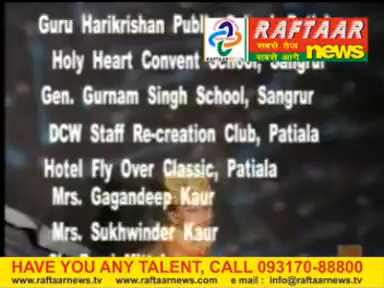 Guru Harikrishan Publ
RAFTAAR
सबसे तेज
सबसे आगे
news
Holy Heart Convent School, Sangrur
Gen. Gurnam Singh School, Sangrur
DCW Staff Re-creation Club, Patiala
Hotel Fly Over Classic, Patiala
Mrs. Gagandeep Kaur
Mrs. Sukhwinder Kaur
HAVE YOU ANY TALENT, CALL 093170-88800
www.raftaarnews.tv www.raftaarnews.com e mail : info@raftaarnews.tv